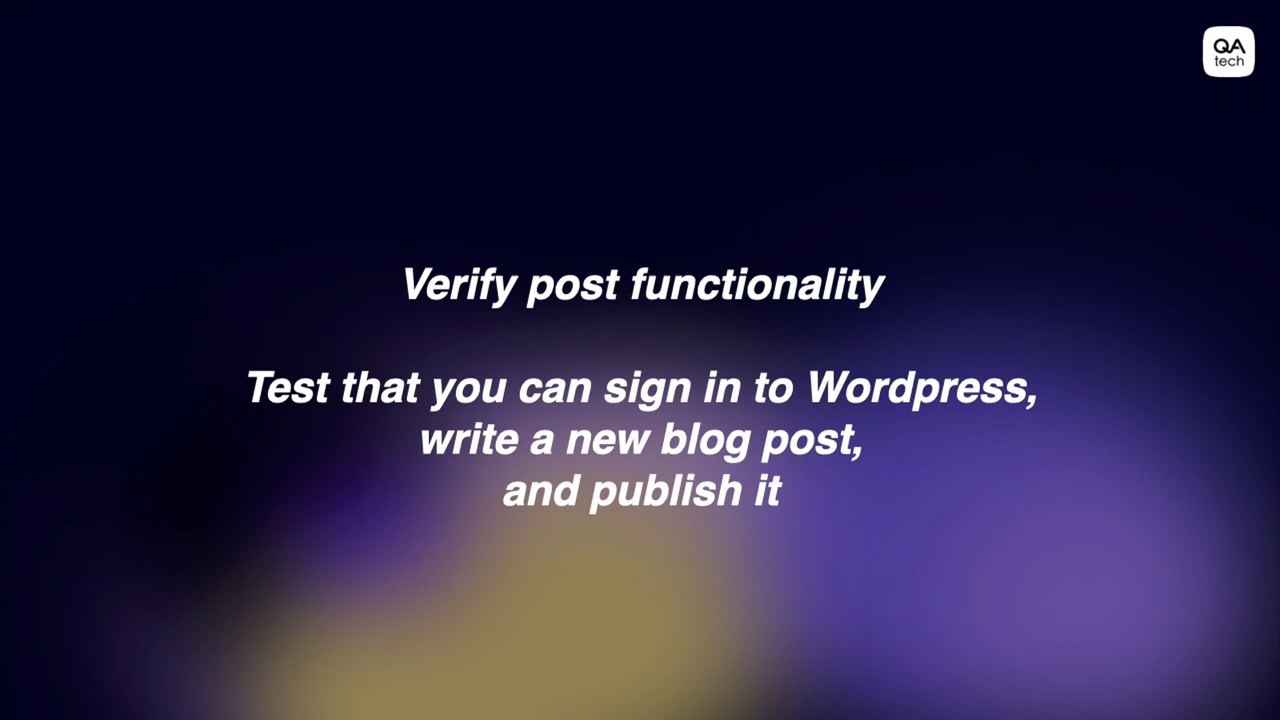 QA
tech
Verify post functionality
Test that you can sign in to Wordpress,
write a new blog post,
and publish it